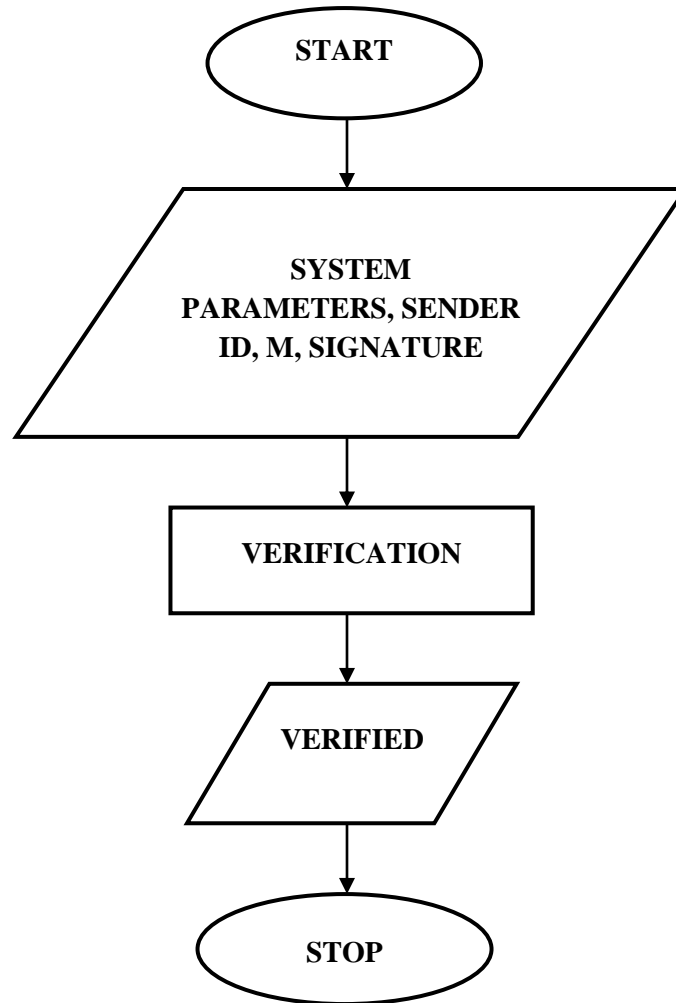 START
SYSTEM
PARAMETERS, SENDER
ID, M, SIGNATURE
VERIFICATION
VERIFIED
STOP